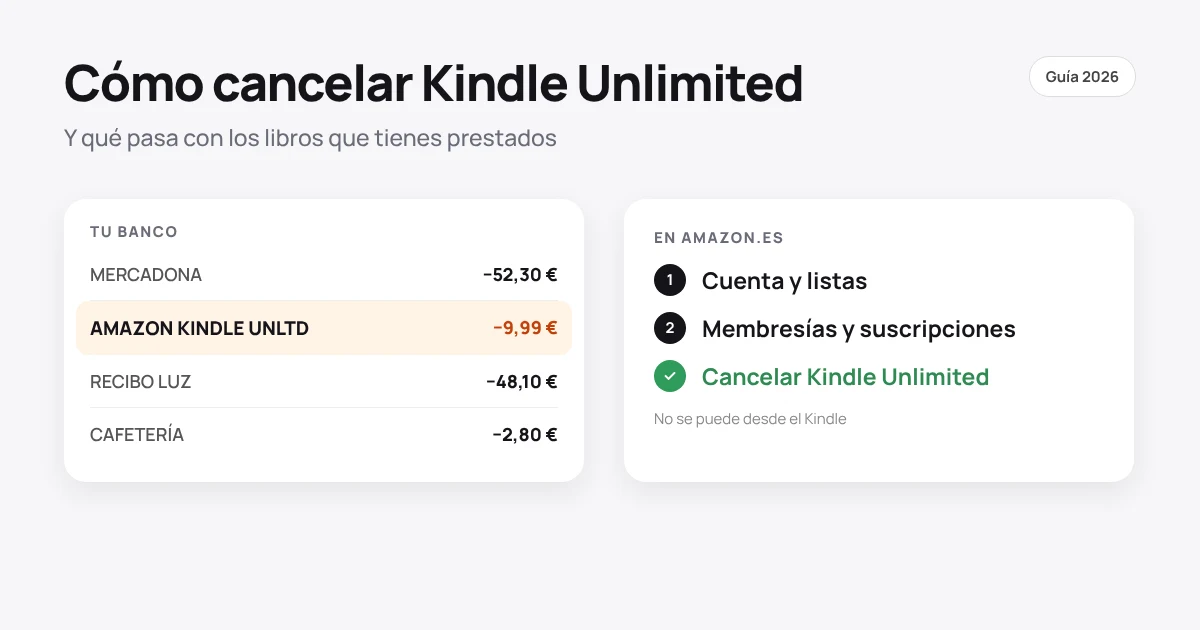 Cómo cancelar Kindle Unlimited
Guía 2026
Y qué pasa con los libros que tienes prestados
TU BANCO
MERCADONA −52,30 €
AMAZON KINDLE UNLTD −9,99 €
RECIBO LUZ −48,10 €
CAFETERÍA −2,80 €
EN AMAZON.ES
1 Cuenta y listas
2 Membresías y suscripciones
✓ Cancelar Kindle Unlimited
No se puede desde el Kindle